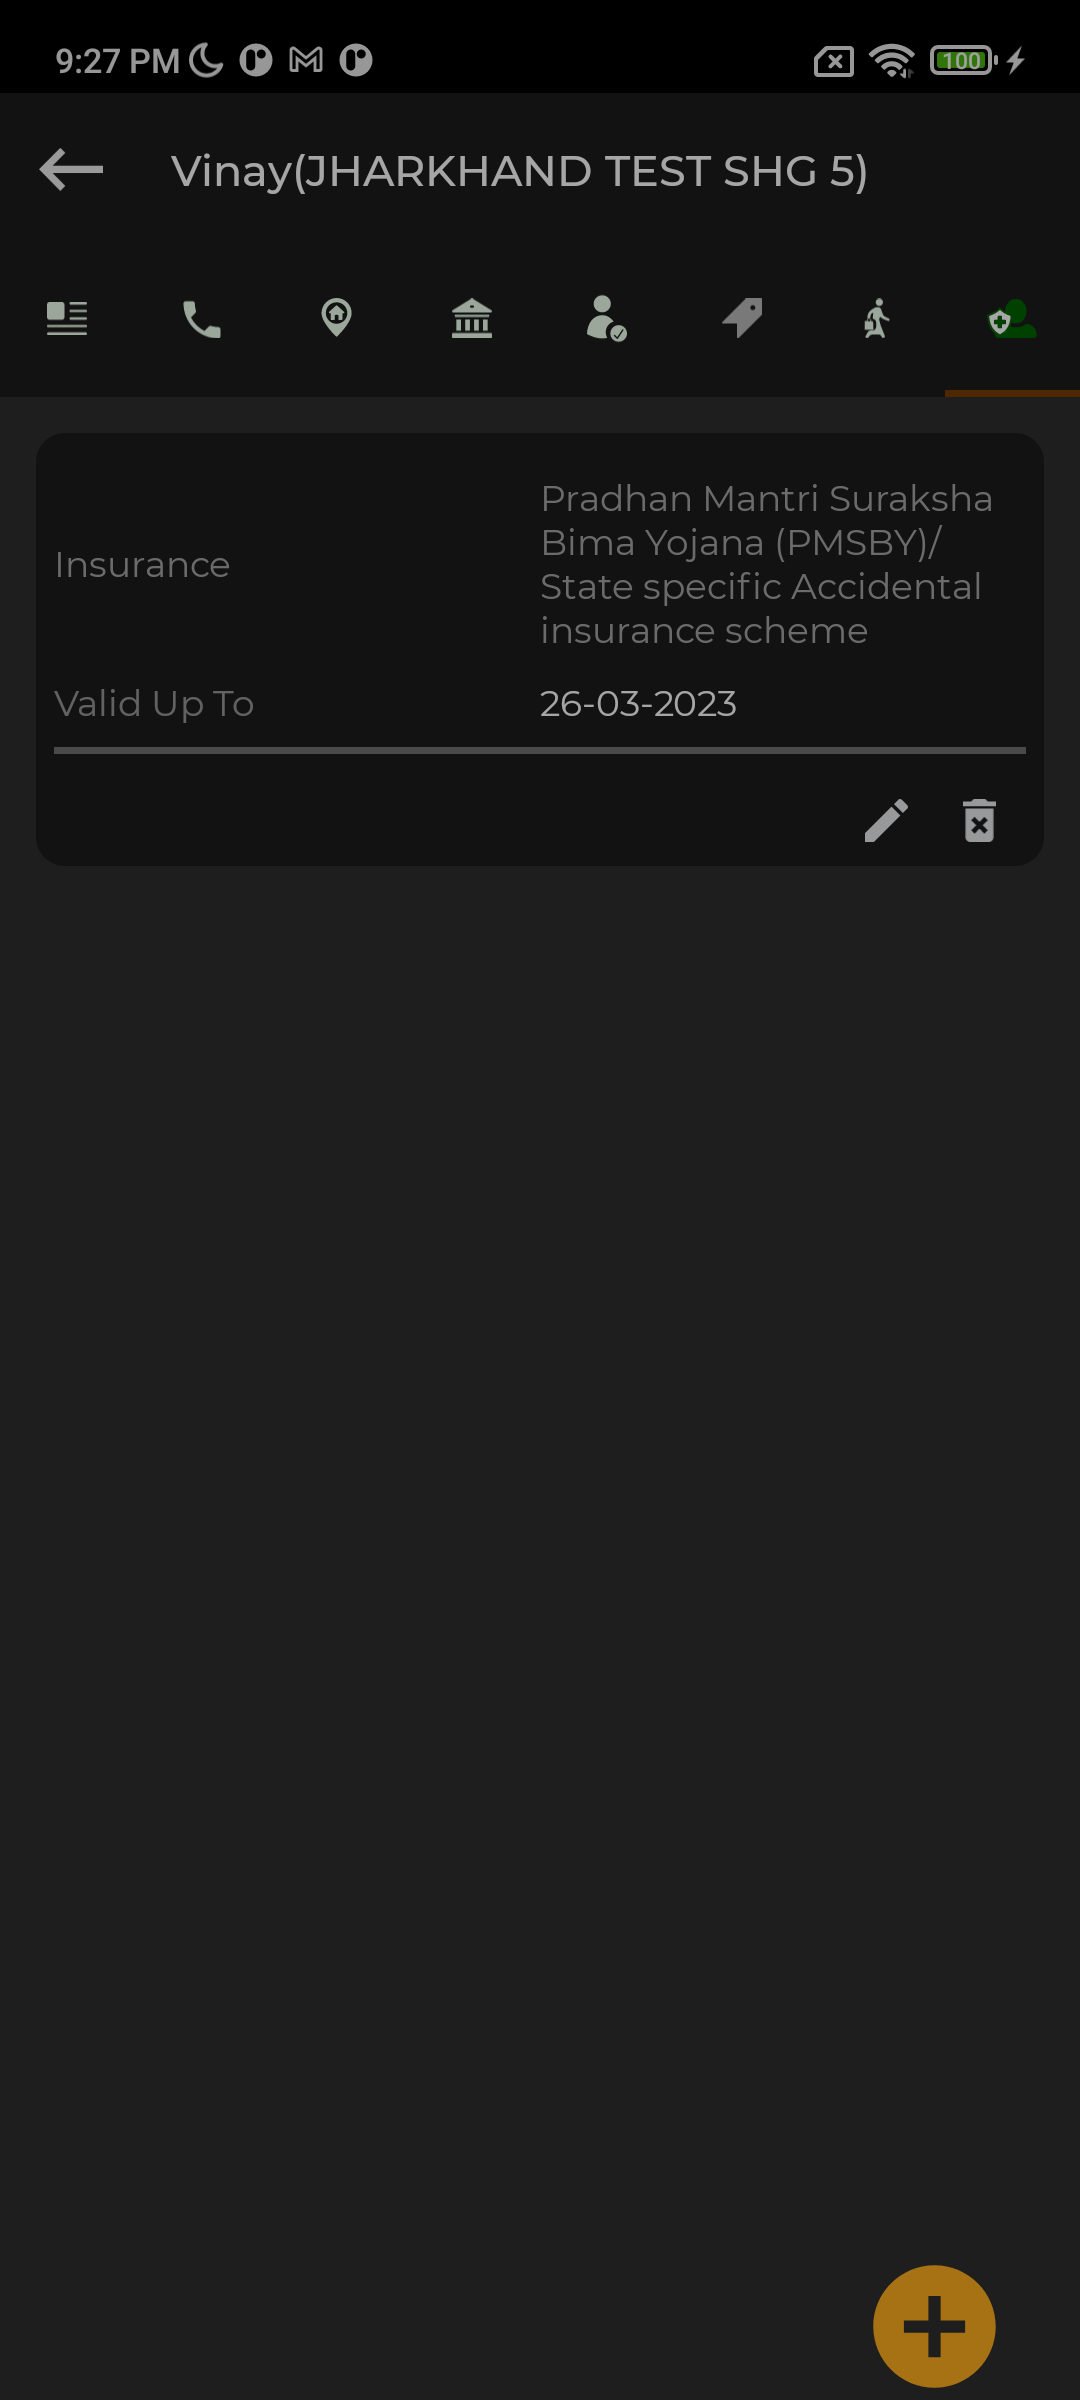 9:27 PM
100
Vinay(JHARKHAND TEST SHG 5)
Insurance
Pradhan Mantri Suraksha
Bima Yojana (PMSBY)/
State specific Accidental
insurance scheme
Valid Up To
26-03-2023